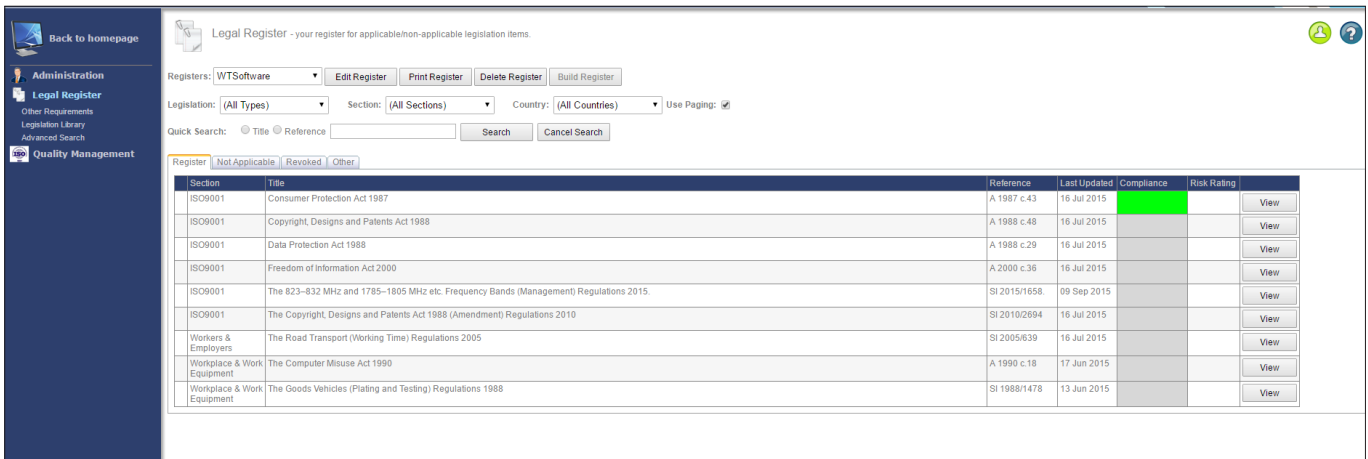 Back to homepage
Administration
Legal Register
Other Requirements
Legislation Library
Advanced Search
ISO Quality Management
Legal Register - your register for applicable/non-applicable legislation items.
?
Registers: WTSoftware Edit Register Print Register Delete Register Build Register
Legislation: (All Types) Section: (All Sections) Country: (All Countries) Use Paging:
Quick Search: Title Reference Search Cancel Search
Register Not Applicable Revoked Other
Section Title Reference Last Updated Compliance Risk Rating
ISO9001 Consumer Protection Act 1987 A 1987 c.43 16 Jul 2015 View
ISO9001 Copyright, Designs and Patents Act 1988 A 1988 c.48 16 Jul 2015 View
ISO9001 Data Protection Act 1988 A 1988 c.29 16 Jul 2015 View
ISO9001 Freedom of Information Act 2000 A 2000 c.36 16 Jul 2015 View
ISO9001 The 823–832 MHz and 1785–1805 MHz etc. Frequency Bands (Management) Regulations 2015. SI 2015/1658. 09 Sep 2015 View
ISO9001 The Copyright, Designs and Patents Act 1988 (Amendment) Regulations 2010 SI 2010/2694 16 Jul 2015 View
Workers & Employers The Road Transport (Working Time) Regulations 2005 SI 2005/639 16 Jul 2015 View
Workplace & Work Equipment The Computer Misuse Act 1990 A 1990 c.18 17 Jun 2015 View
Workplace & Work Equipment The Goods Vehicles (Plating and Testing) Regulations 1988 SI 1988/1478 13 Jun 2015 View